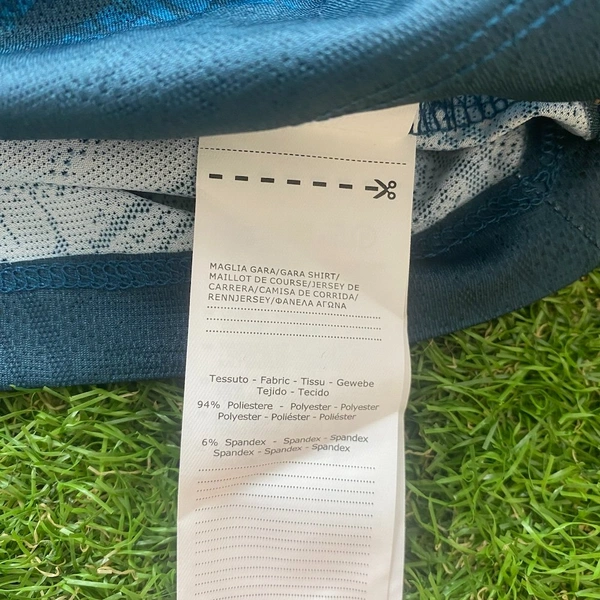 MAGLIA GARA/GARA SHIRT/
MAILLOT DE COURSE/JERSEY DE
CARRERA/CAMISA DE CORRIDA/
RENNJERSEY/ΦΑΝΕΛΑ ΑΓΩΝΑ
Tessuto - Fabric - Tissu - Gewebe
Tejido - Tecido
94% Poliestere - Polyester - Polyester
Polyester - Poliéster - Poliéster
6% Spandex - Spandex - Spandex
Spandex - Spandex - Spandex